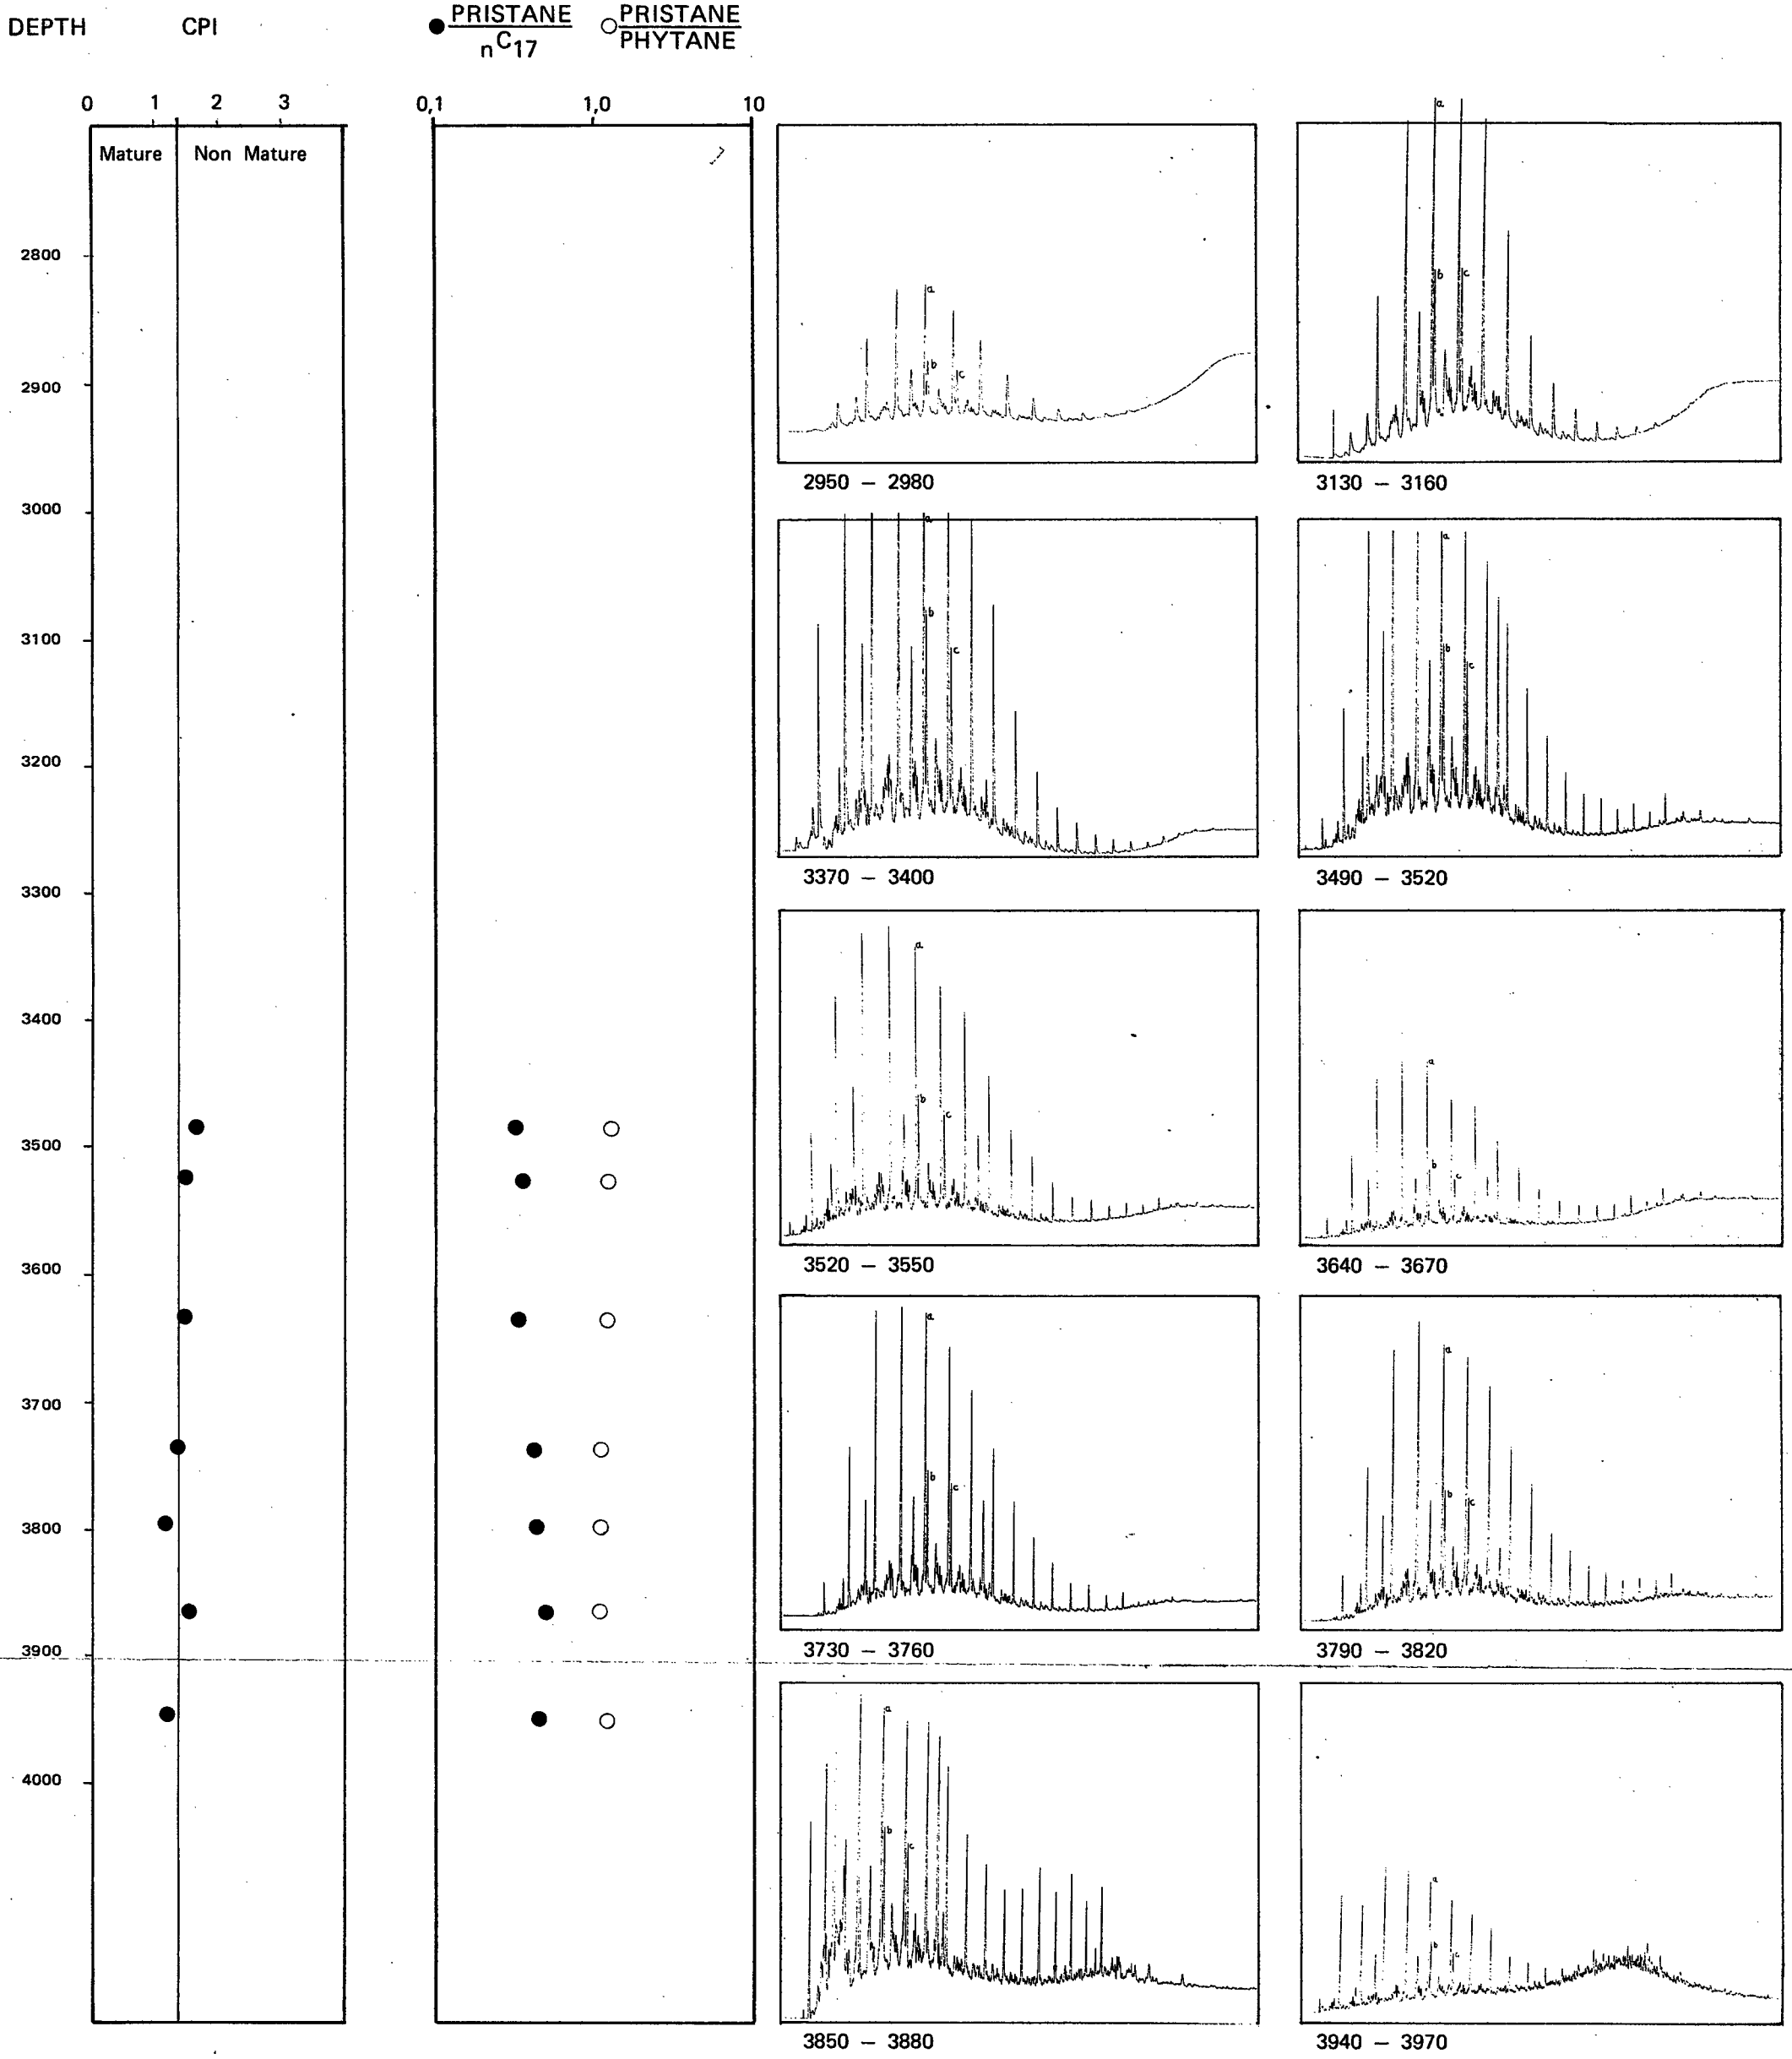 DEPTH CPI ● PRISTANE ○ PRISTANE
nC17 PHYTANE
0 1 2 3 0,1 1,0 10
Mature Non Mature
a
a
b c
b
c
2800
2900
2950 – 2980 3130 – 3160
3000
a
a
b
b
c
c
3100
3200
3370 – 3400 3490 – 3520
3300
a
a
b
c
b
c
3400
3500
3520 – 3550 3640 – 3670
3600
a
a
b
c
b
c
3700
3800
3730 – 3760 3790 – 3820
3900
a
a
b
c
b
c
4000
3850 – 3880 3940 – 3970